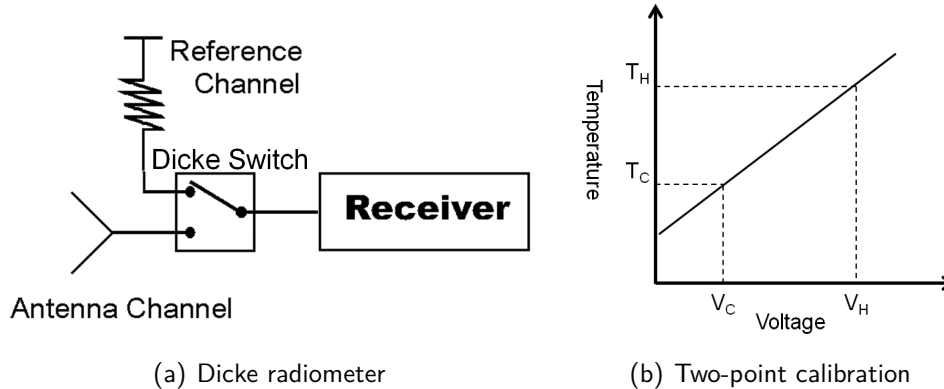 Reference
Channel
Dicke Switch
Receiver
Antenna Channel
(a) Dicke radiometer
Temperature
T_H
T_C
V_C
V_H
Voltage
(b) Two-point calibration